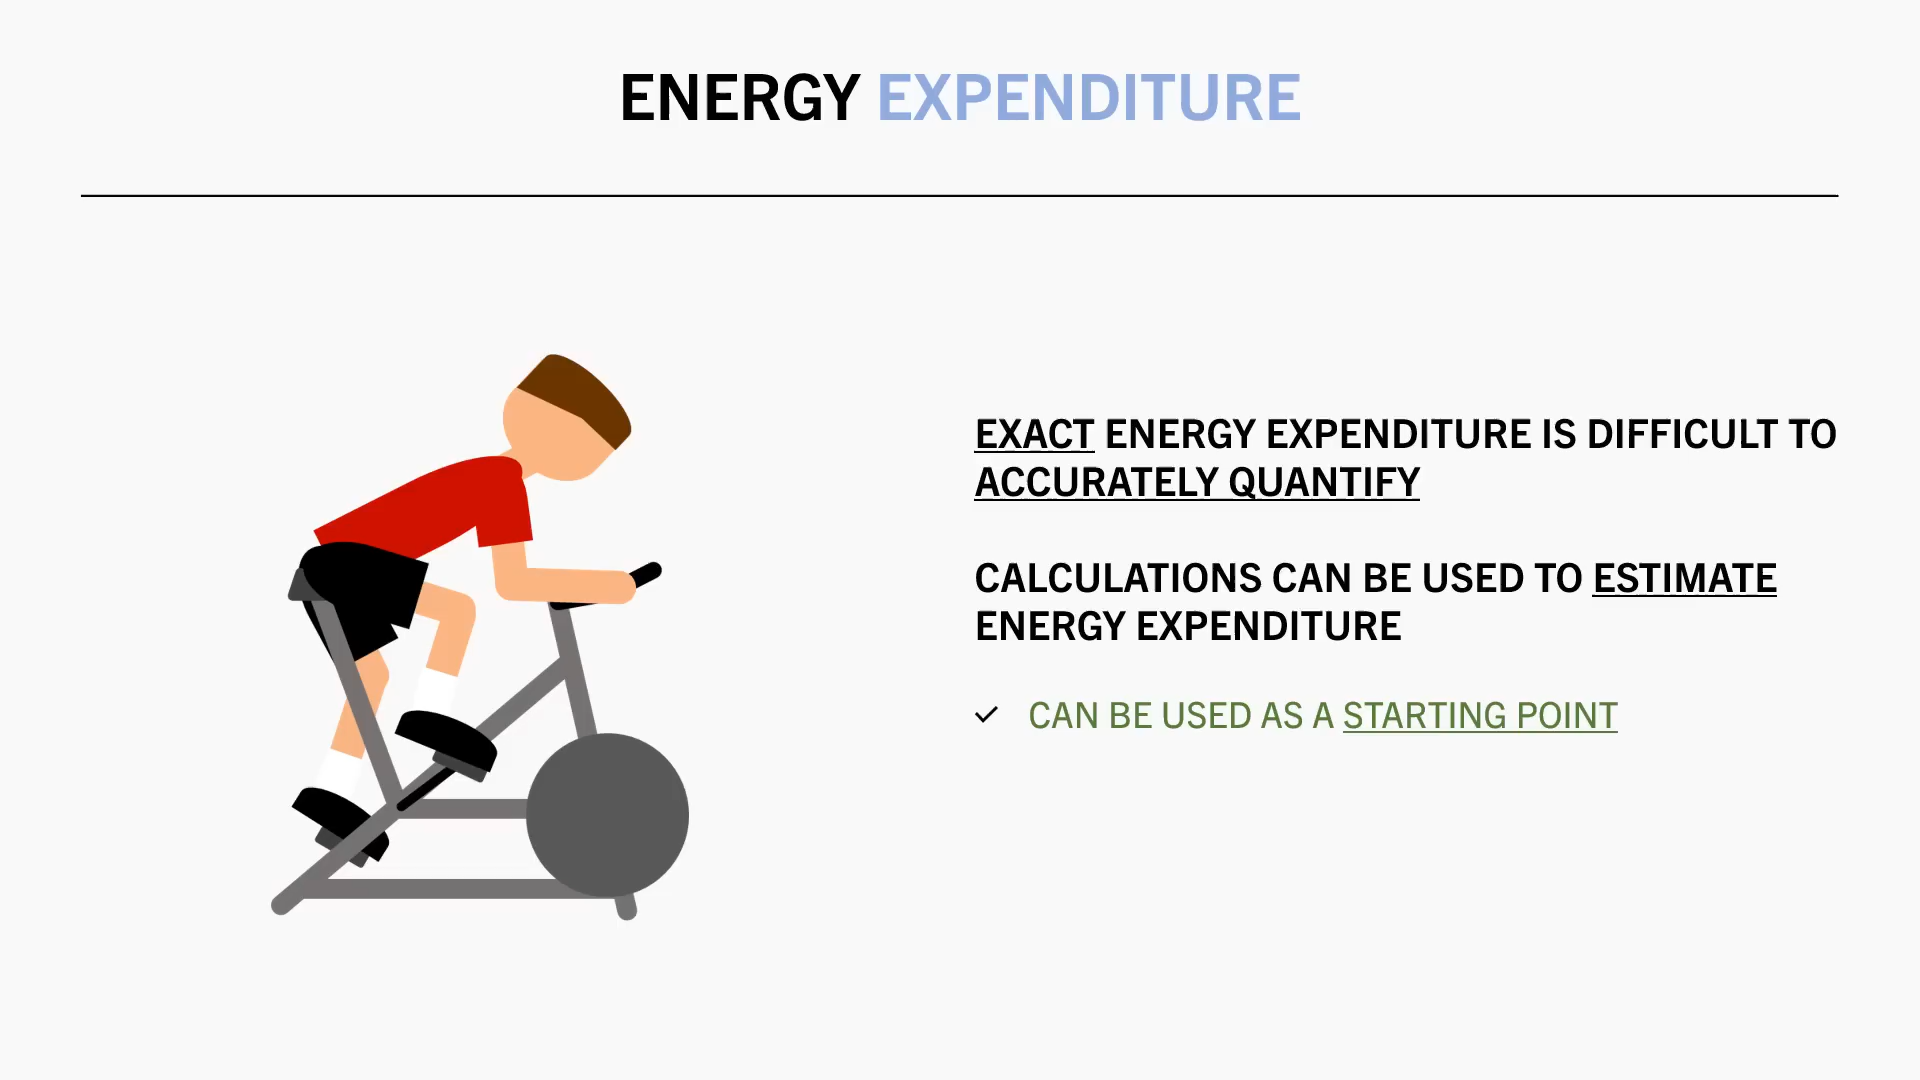 ENERGY EXPENDITURE
EXACT ENERGY EXPENDITURE IS DIFFICULT TO
ACCURATELY QUANTIFY
CALCULATIONS CAN BE USED TO ESTIMATE
ENERGY EXPENDITURE
CAN BE USED AS A STARTING POINT